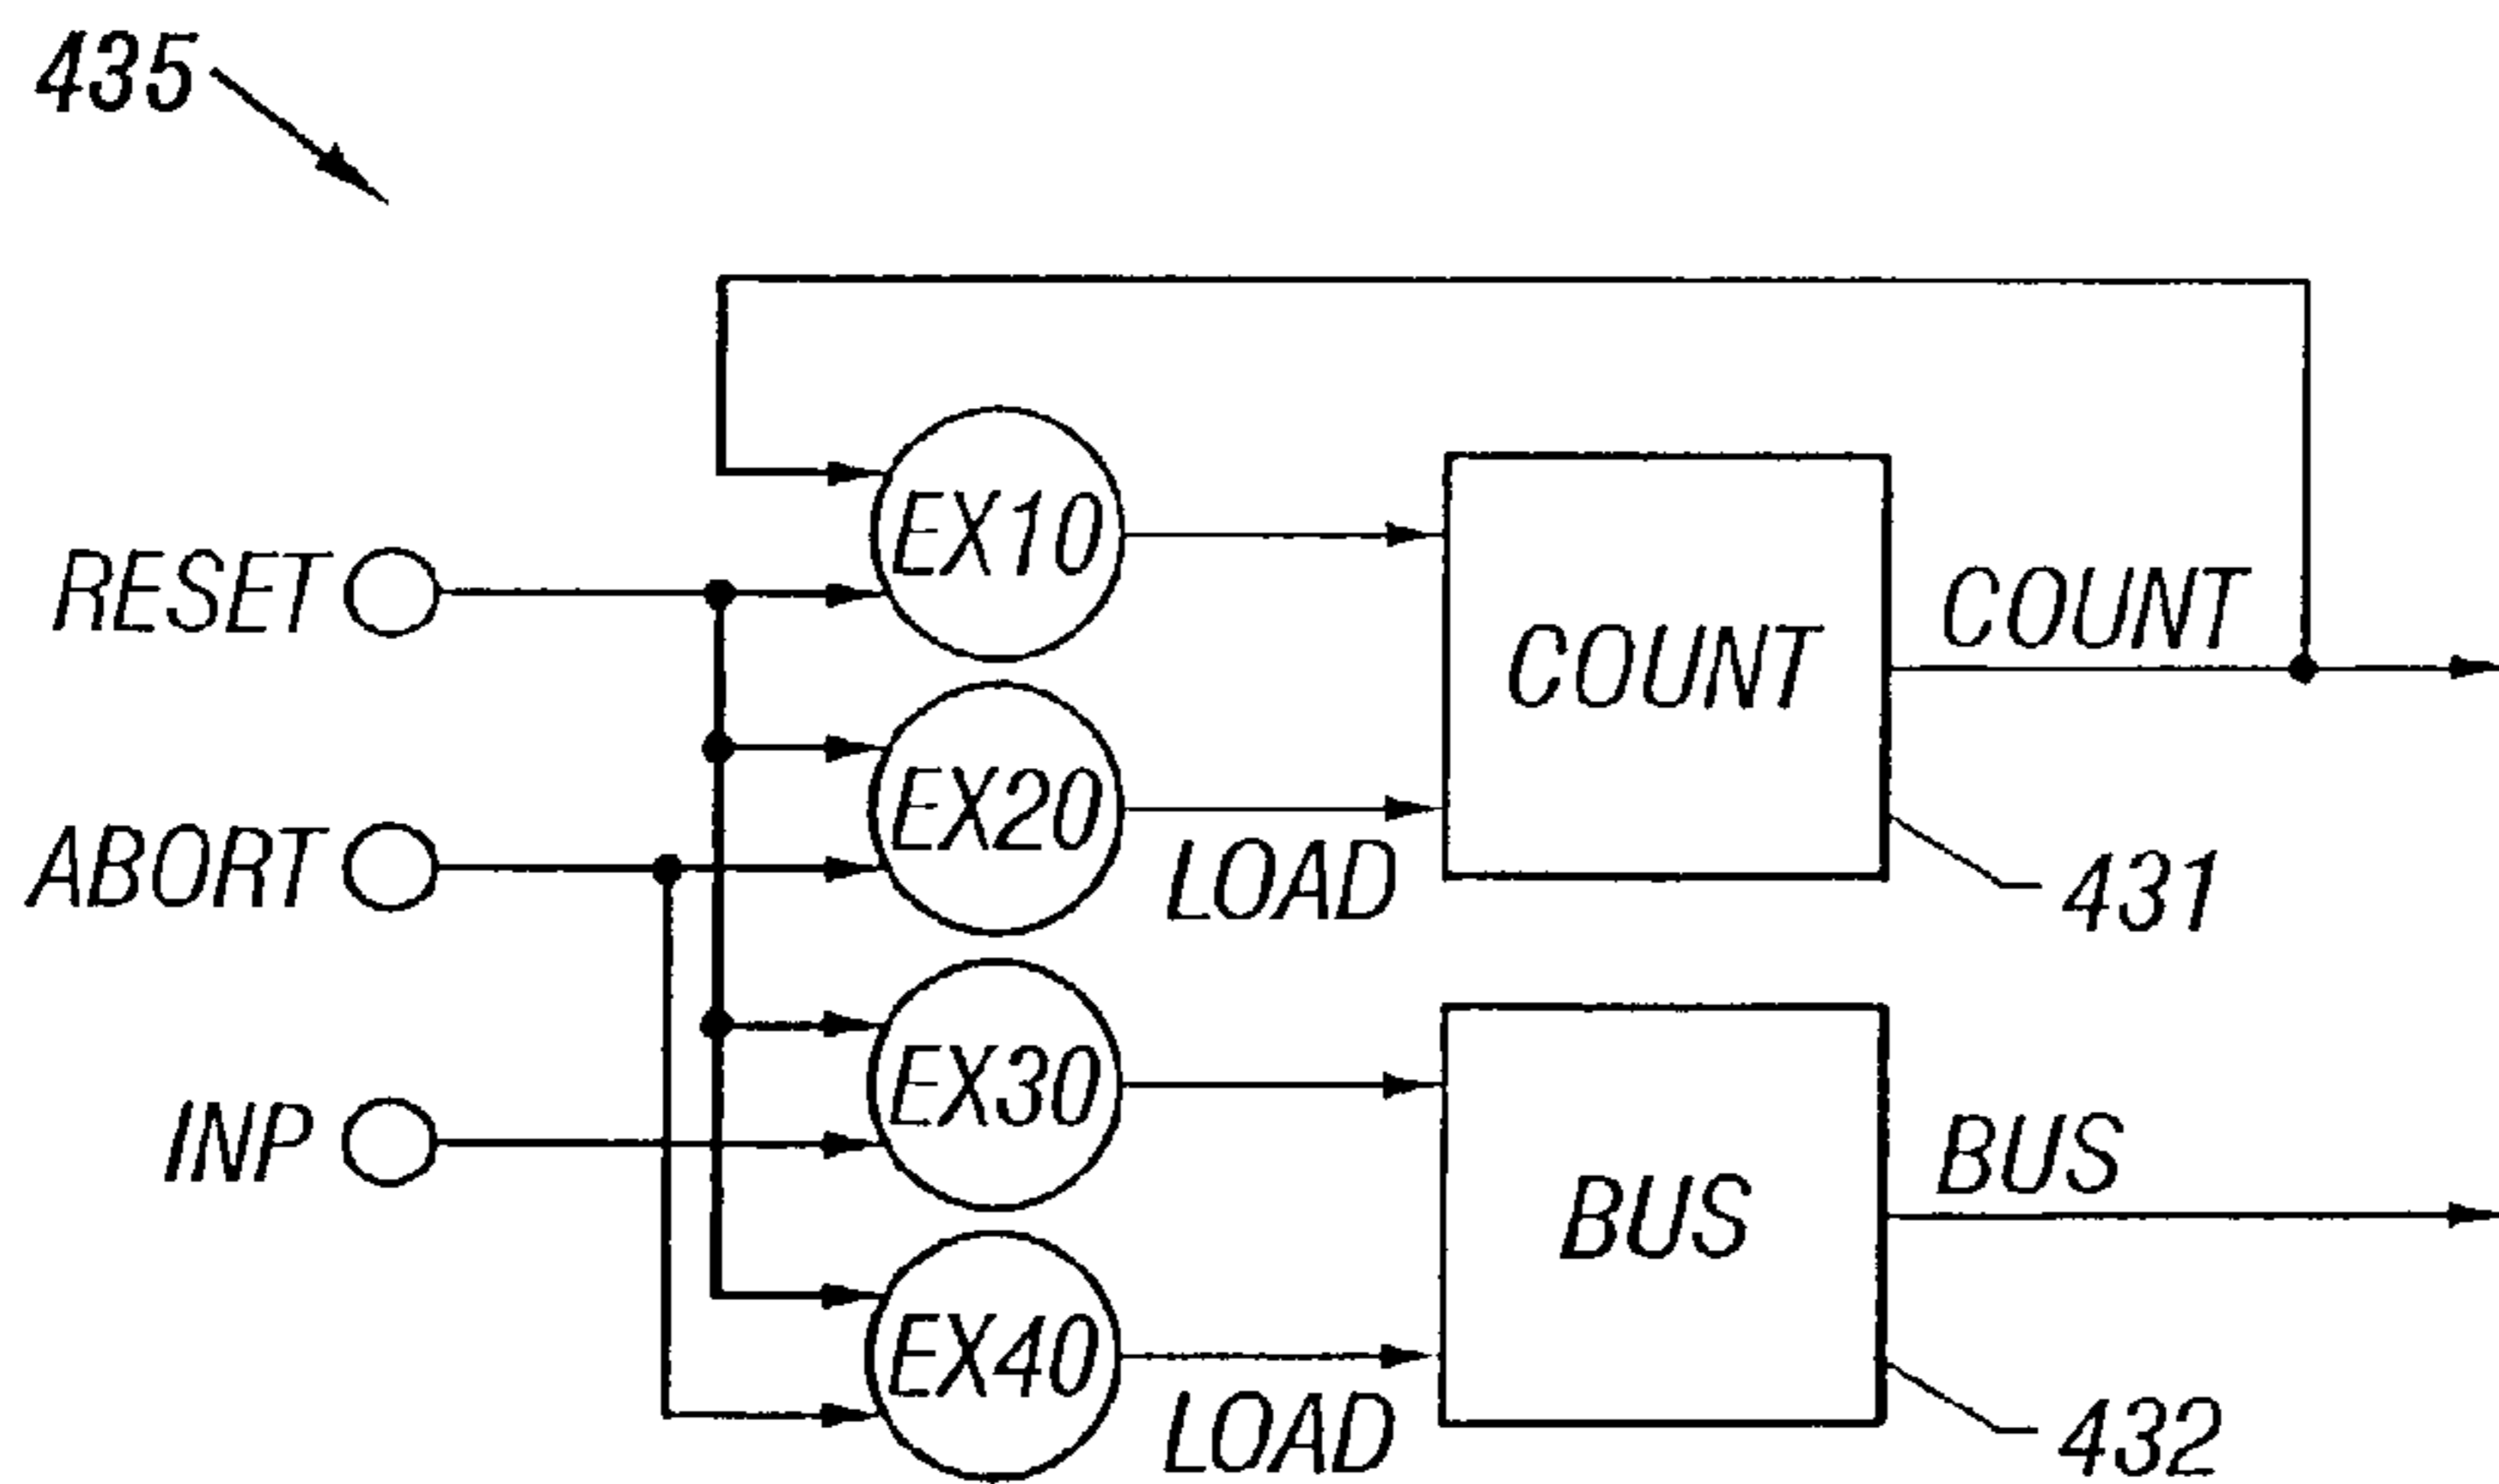 435
EX10
RESET
COUNT
COUNT
EX20
ABORT
LOAD
431
EX30
INP
BUS
BUS
EX40
LOAD
432